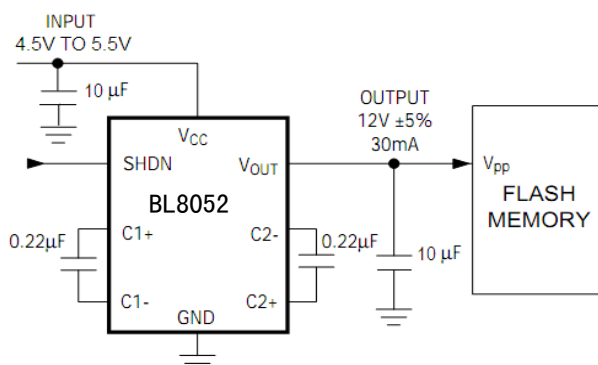 INPUT
4.5V TO 5.5V
10 μF
OUTPUT
12V ±5%
30mA
VCC
SHDN
VOUT
Vpp
BL8052
FLASH
MEMORY
0.22μF
C1+
C2-
0.22μF
10 μF
C1-
C2+
GND